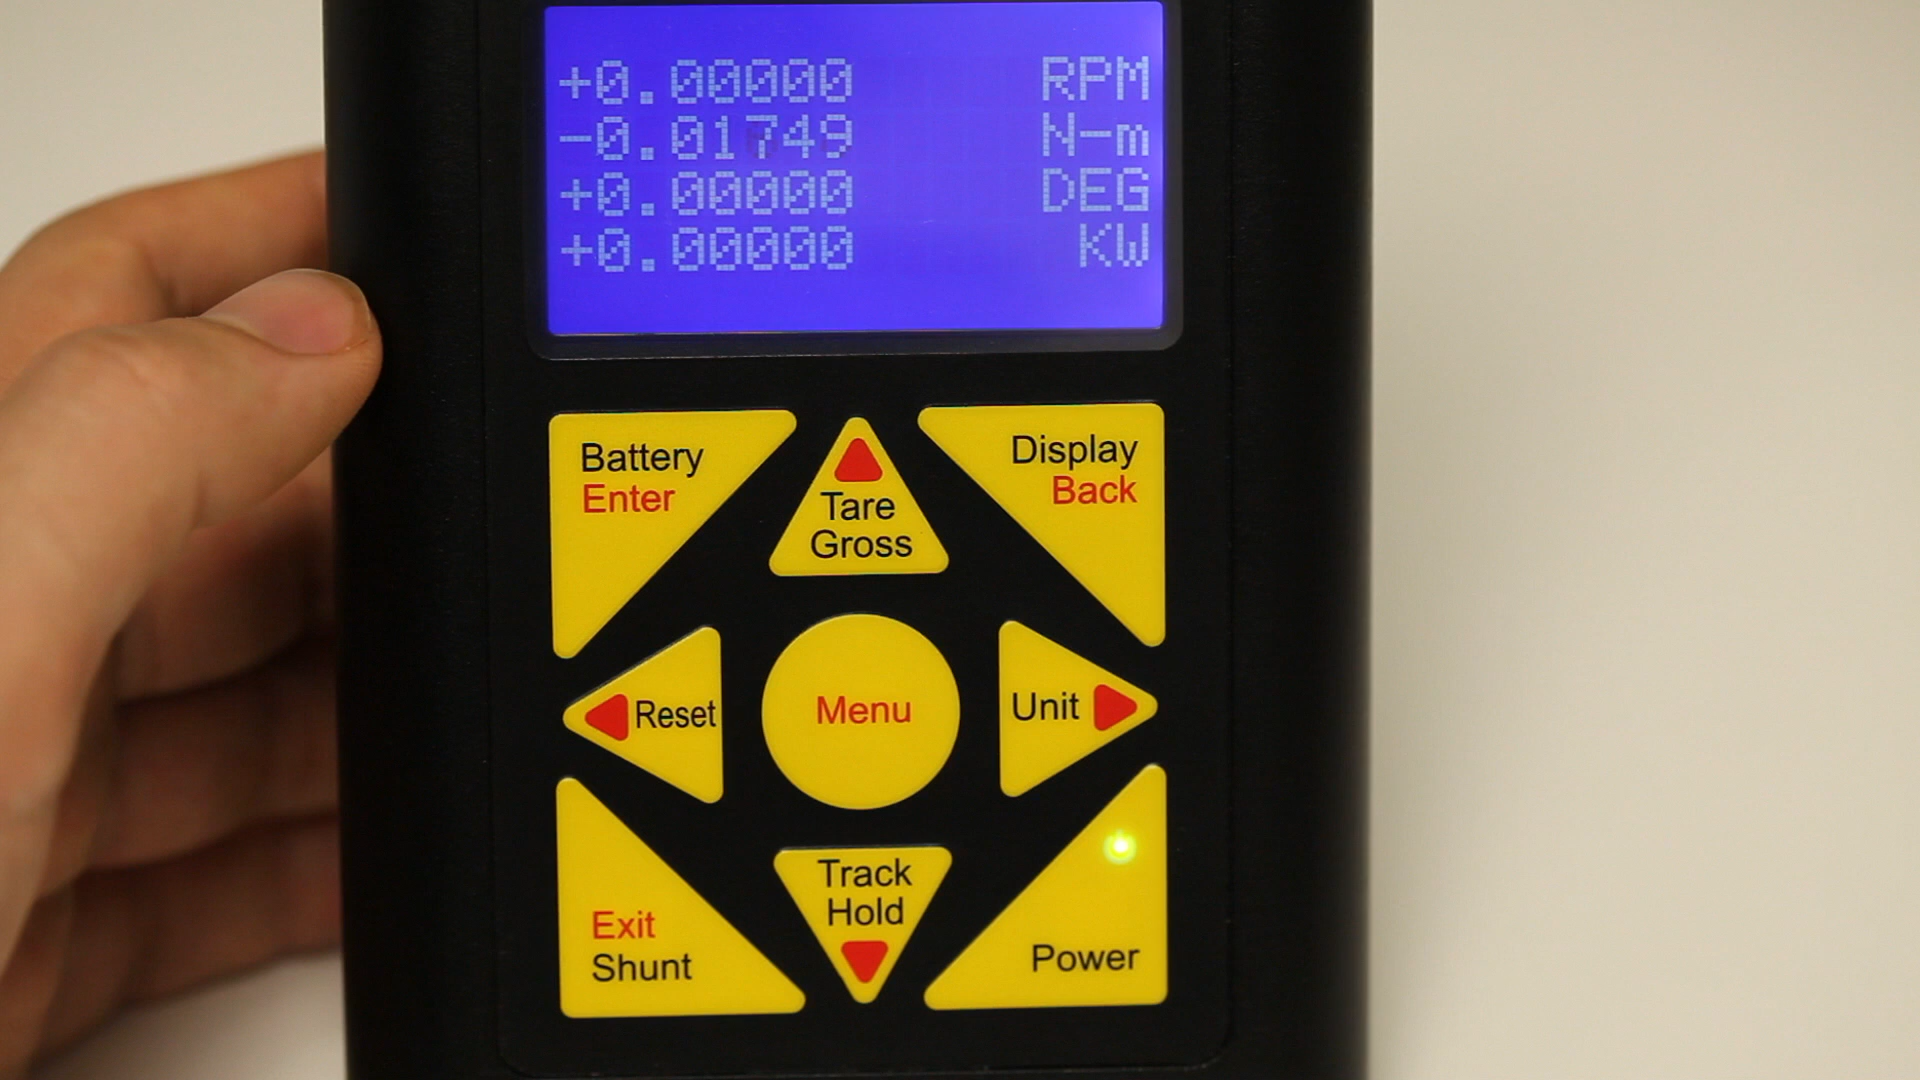 +0.00000 RPM
-0.01749 N-m
+0.00000 DEG
+0.00000 KW
Battery
Enter
Tare
Gross
Display
Back
Reset
Menu
Unit
Exit
Shunt
Track
Hold
Power